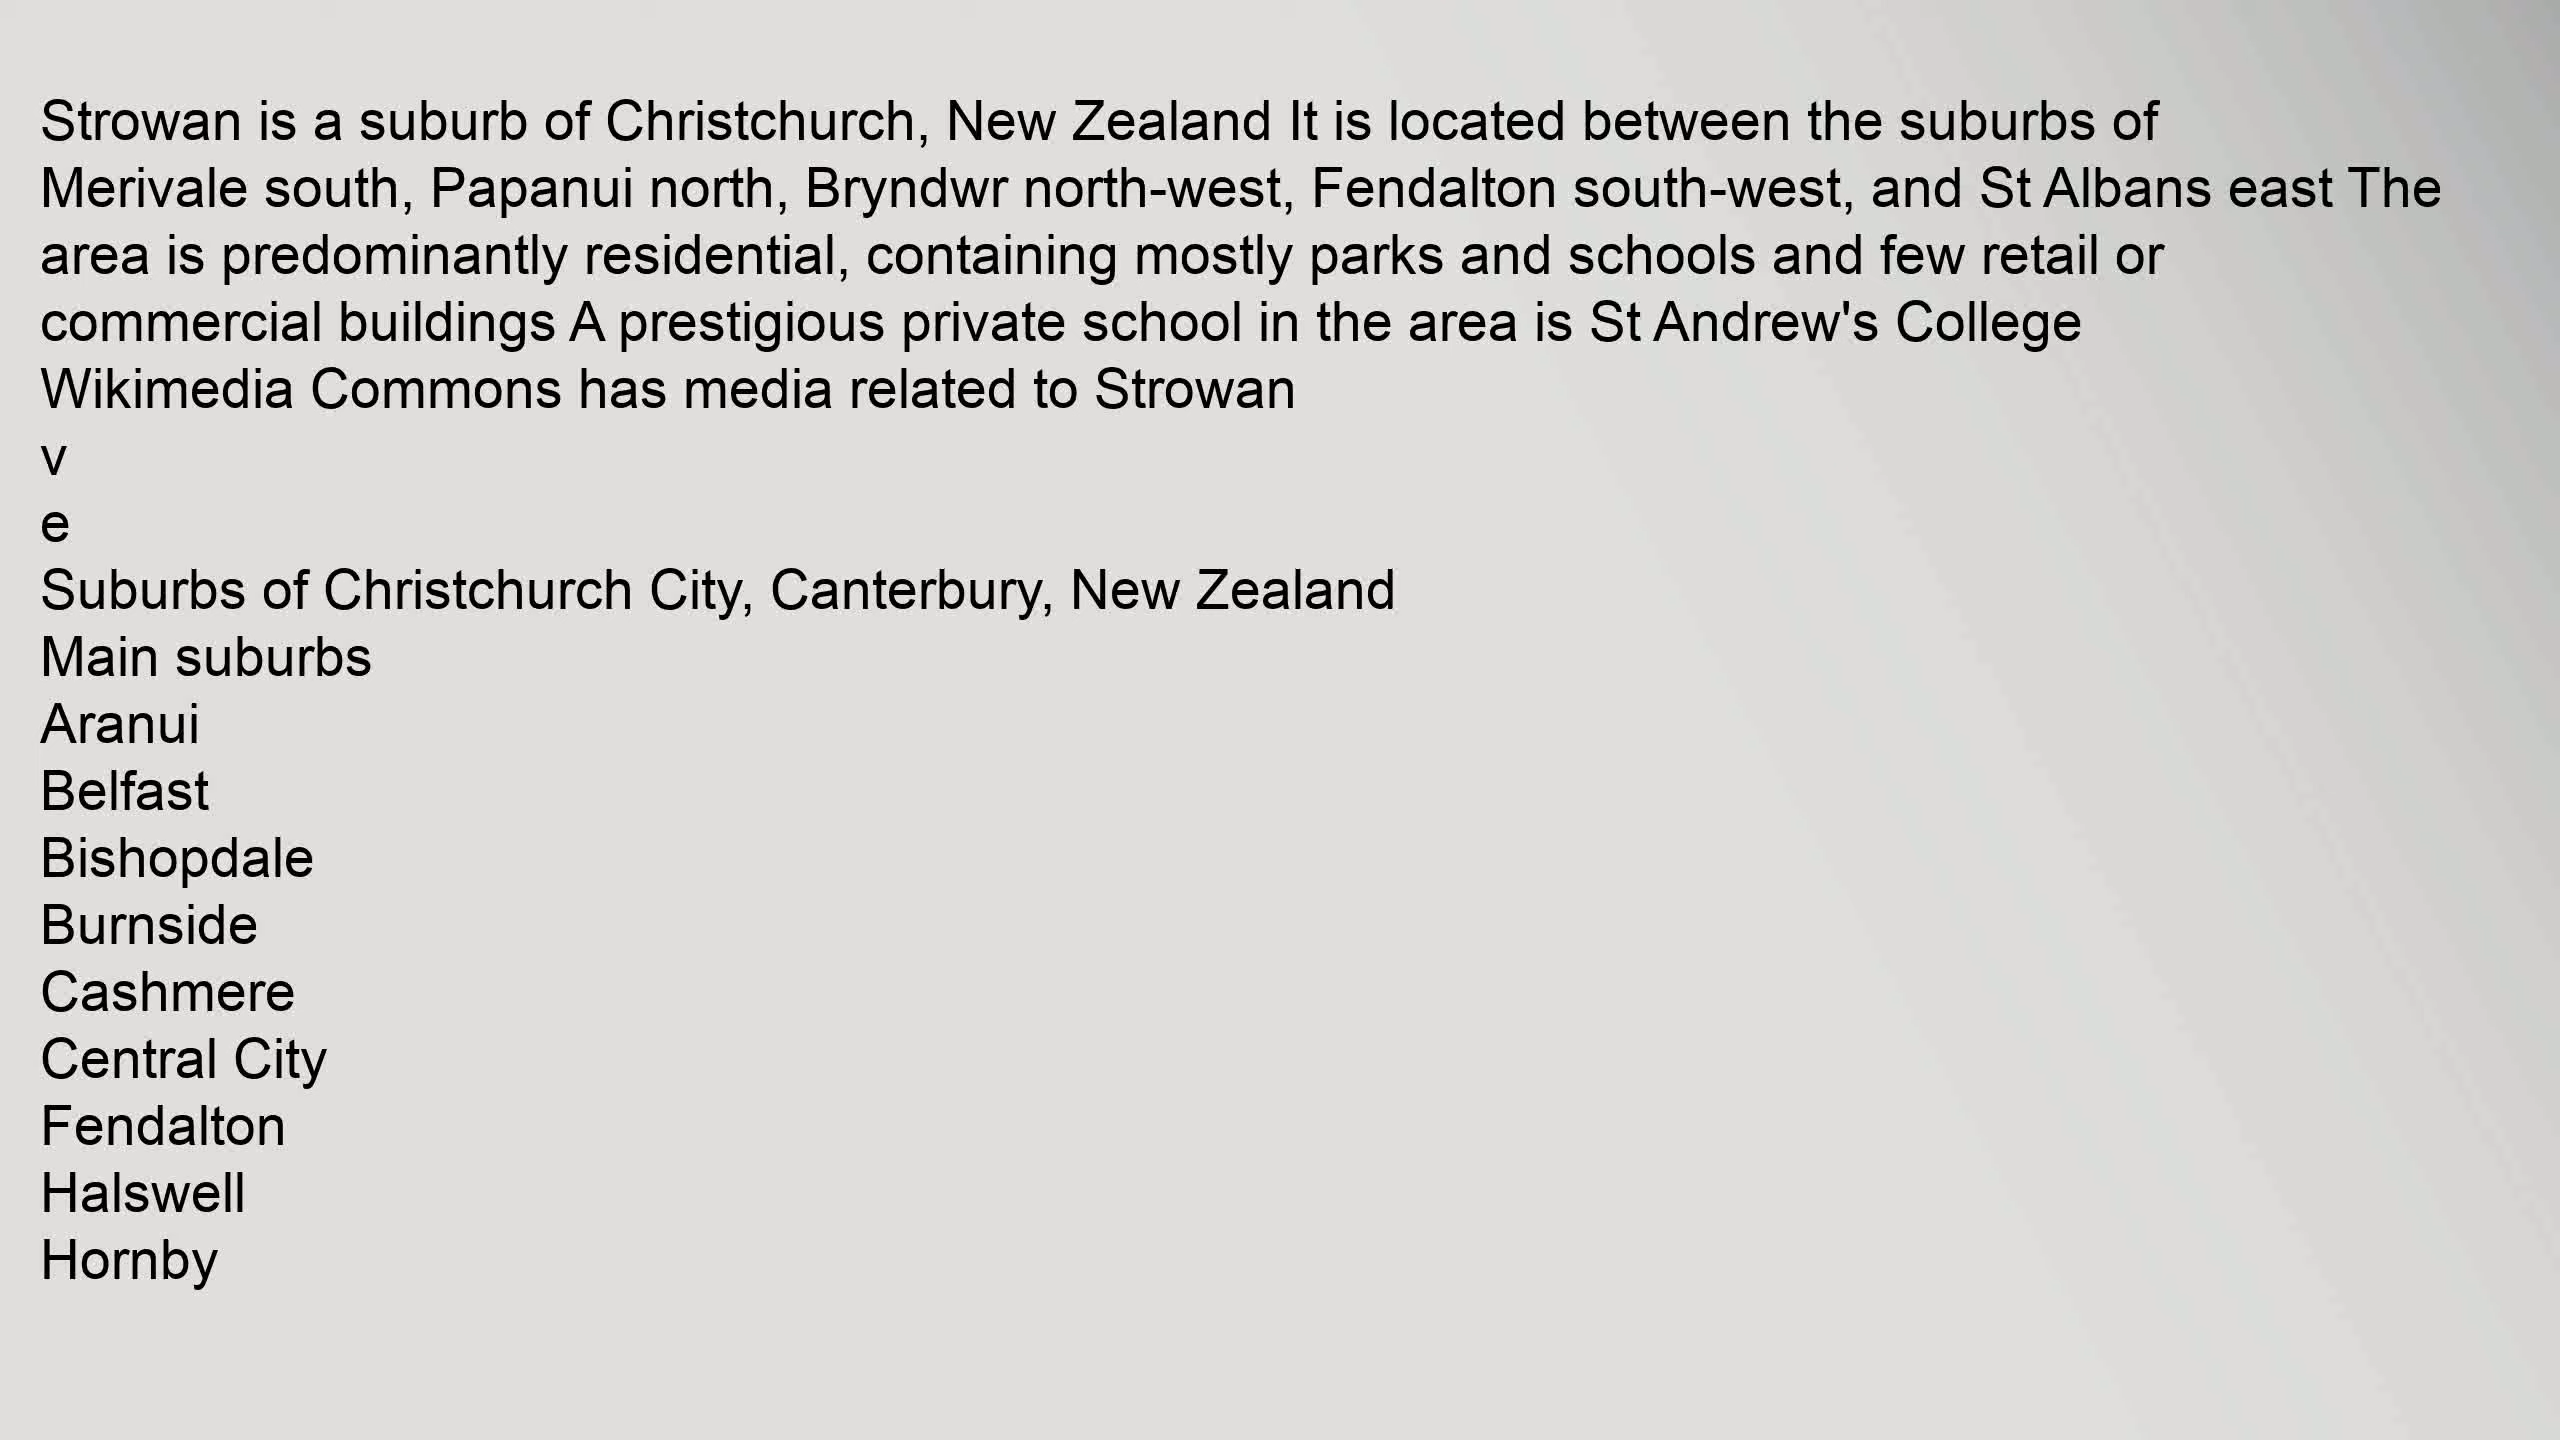 Strowan is a suburb of Christchurch, New Zealand It is located between the suburbs of
Merivale south, Papanui north, Bryndwr north-west, Fendalton south-west, and St Albans east The
area is predominantly residential, containing mostly parks and schools and few retail or
commercial buildings A prestigious private school in the area is St Andrew's College
Wikimedia Commons has media related to Strowan
v
e
Suburbs of Christchurch City, Canterbury, New Zealand
Main suburbs
Aranui
Belfast
Bishopdale
Burnside
Cashmere
Central City
Fendalton
Halswell
Hornby